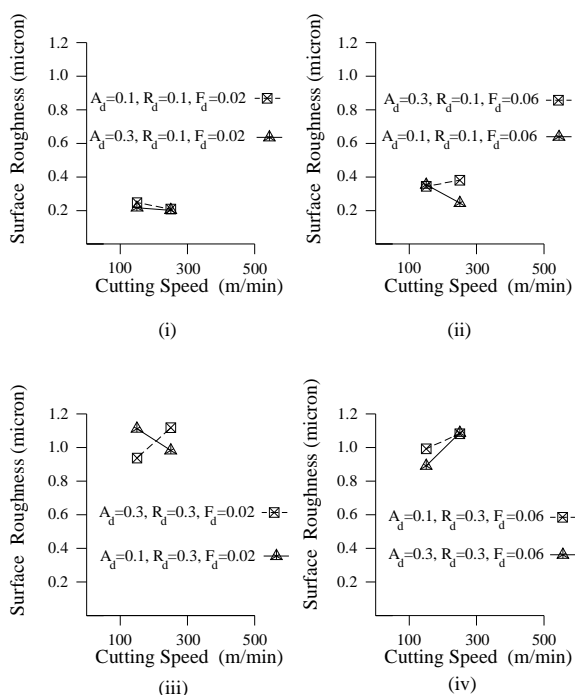 Surface Roughness (micron)
1.2
1.0
0.8
0.6
0.4
0.2
A_d=0.1, R_d=0.1, F_d=0.02
A_d=0.3, R_d=0.1, F_d=0.02
100 300 500
Cutting Speed (m/min)
(i)
Surface Roughness (micron)
1.2
1.0
0.8
0.6
0.4
0.2
A_d=0.3, R_d=0.1, F_d=0.06
A_d=0.1, R_d=0.1, F_d=0.06
100 300 500
Cutting Speed (m/min)
(ii)
Surface Roughness (micron)
1.2
1.0
0.8
0.6
0.4
0.2
A_d=0.3, R_d=0.3, F_d=0.02
A_d=0.1, R_d=0.3, F_d=0.02
100 300 500
Cutting Speed (m/min)
(iii)
Surface Roughness (micron)
1.2
1.0
0.8
0.6
0.4
0.2
A_d=0.1, R_d=0.3, F_d=0.06
A_d=0.3, R_d=0.3, F_d=0.06
100 300 500
Cutting Speed (m/min)
(iv)